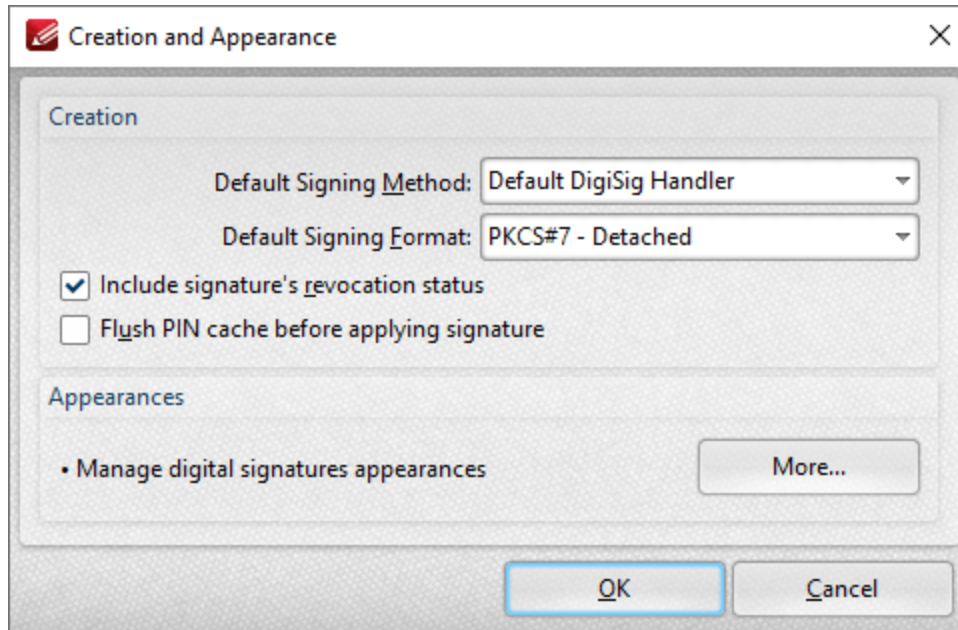 Creation and Appearance
Creation
Default Signing Method: Default DigiSig Handler
Default Signing Format: PKCS#7 - Detached
Include signature's revocation status
Flush PIN cache before applying signature
Appearances
• Manage digital signatures appearances More...
OK Cancel